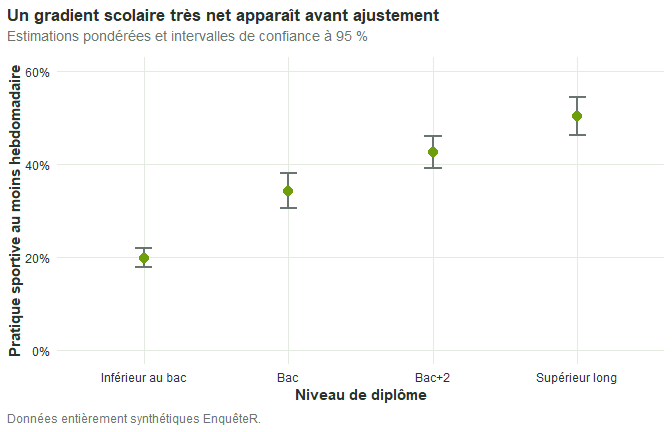 Un gradient scolaire très net apparaît avant ajustement
Estimations pondérées et intervalles de confiance à 95 %
Pratique sportive au moins hebdomadaire
60%
40%
20%
0%
Inférieur au bac
Bac
Bac+2
Supérieur long
Niveau de diplôme
Données entièrement synthétiques EnquêteR.